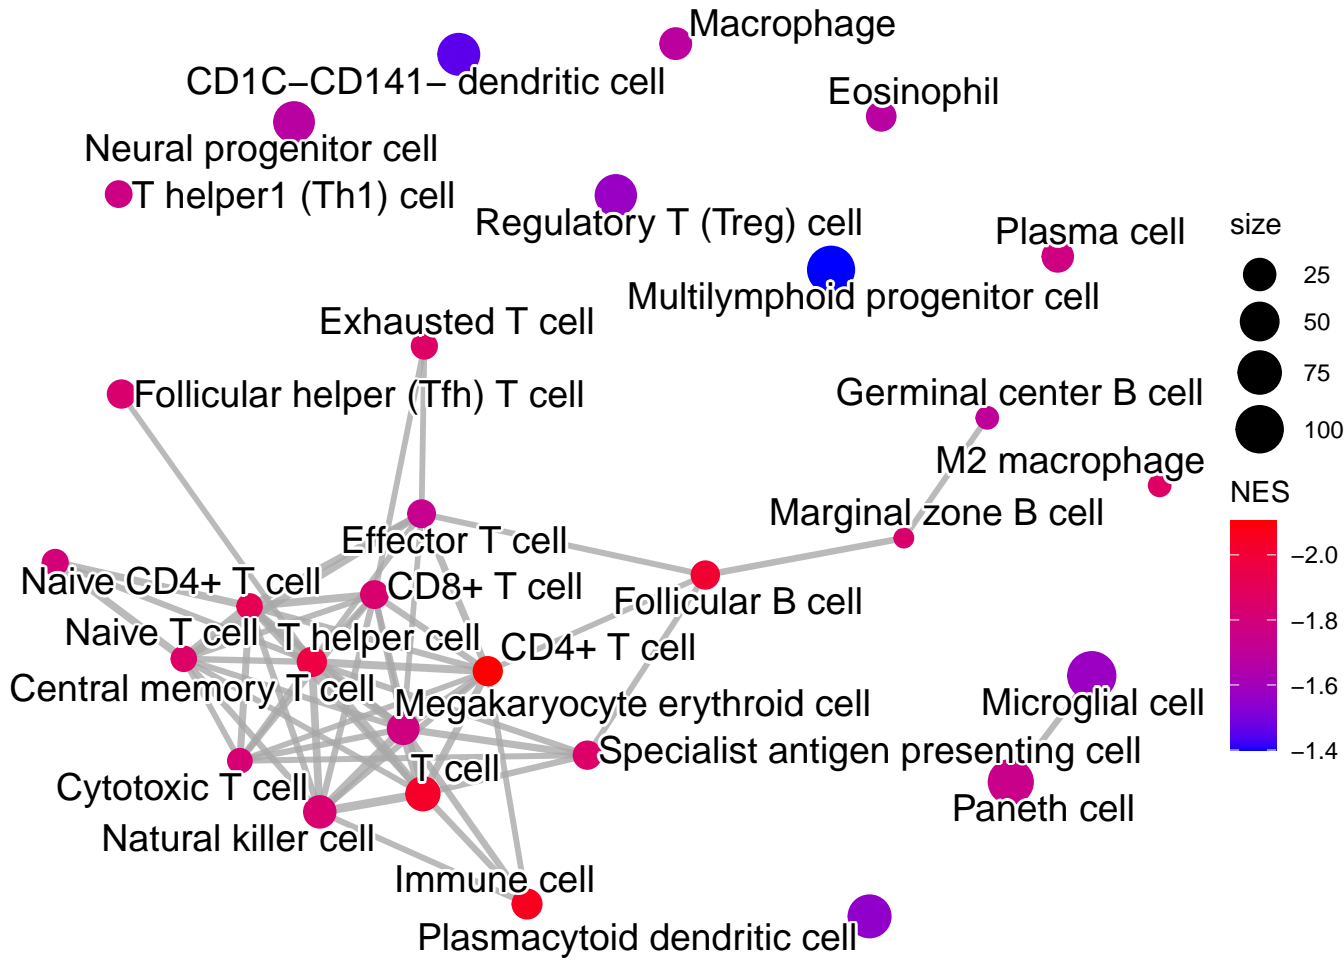 Macrophage
CD1C−CD141− dendritic cell
Eosinophil
Neural progenitor cell
T helper1 (Th1) cell
Regulatory T (Treg) cell
Plasma cell
size
25
Multilymphoid progenitor cell
50
Exhausted T cell
75
Follicular helper (Tfh) T cell
Germinal center B cell
100
M2 macrophage
NES
Marginal zone B cell
Effector T cell
−2.0
Naive CD4+ T cell
CD8+ T cell
Follicular B cell
−1.8
Naive T cell
T helper cell
CD4+ T cell
Central memory T cell
−1.6
Megakaryocyte erythroid cell
Microglial cell
Specialist antigen presenting cell
−1.4
T cell
Cytotoxic T cell
Paneth cell
Natural killer cell
Immune cell
Plasmacytoid dendritic cell